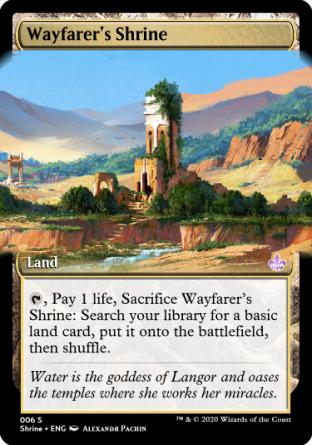 Wayfarer's Shrine
Land
, Pay 1 life, Sacrifice Wayfarer's
Shrine: Search your library for a basic
land card, put it onto the battlefield,
then shuffle.
Water is the goddess of Langor and oases
the temples where she works her miracles.
006 S
Shrine • ENG ALEXANDR PACHIN
™ & © 2020 Wizards of the Coast